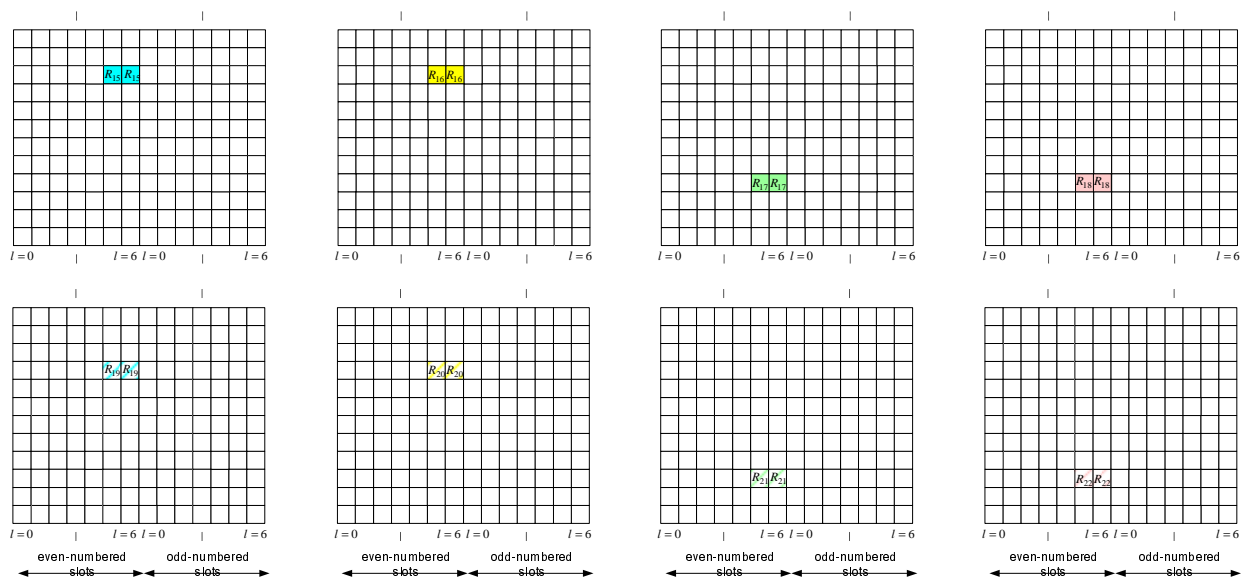 R15 R15 R16 R16
R17 R17 R18 R18
l = 0 l = 6 l = 0 l = 6 l = 0 l = 6 l = 0 l = 6 l = 0 l = 6 l = 0 l = 6 l = 0 l = 6 l = 0 l = 6
R19 R19 R20 R20
R21 R21 R22 R22
l = 0 l = 6 l = 0 l = 6 l = 0 l = 6 l = 0 l = 6 l = 0 l = 6 l = 0 l = 6 l = 0 l = 6 l = 0 l = 6
even-numbered odd-numbered even-numbered odd-numbered even-numbered odd-numbered even-numbered odd-numbered
slots slots slots slots slots slots slots slots